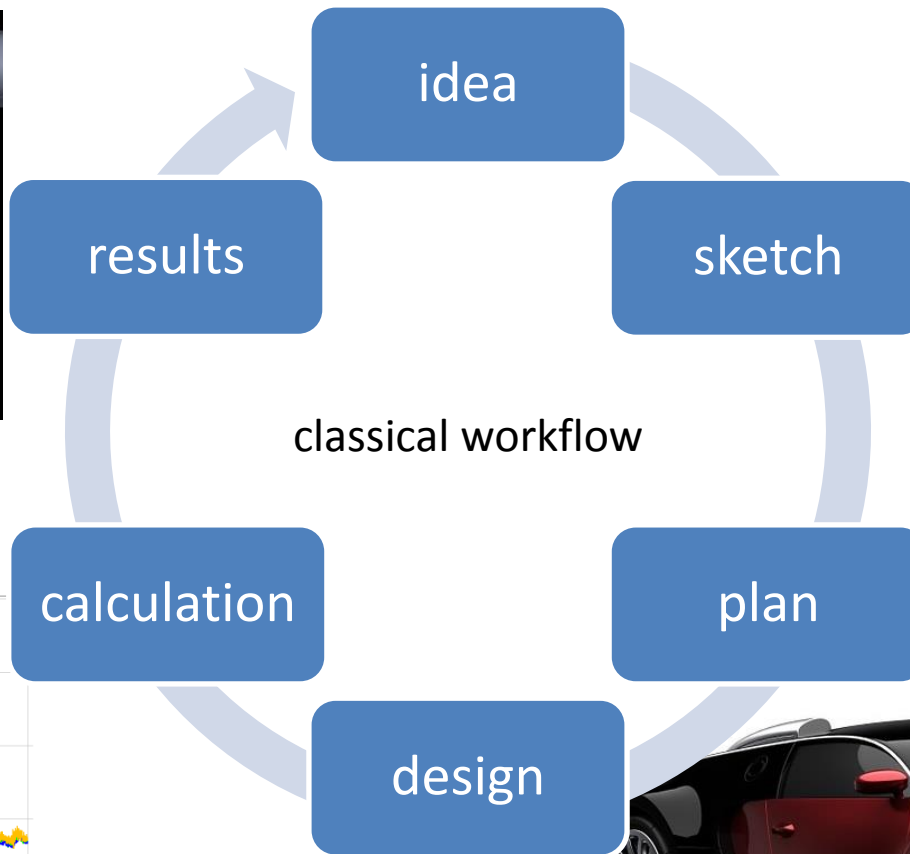 idea
results
sketch
classical workflow
calculation
plan
design